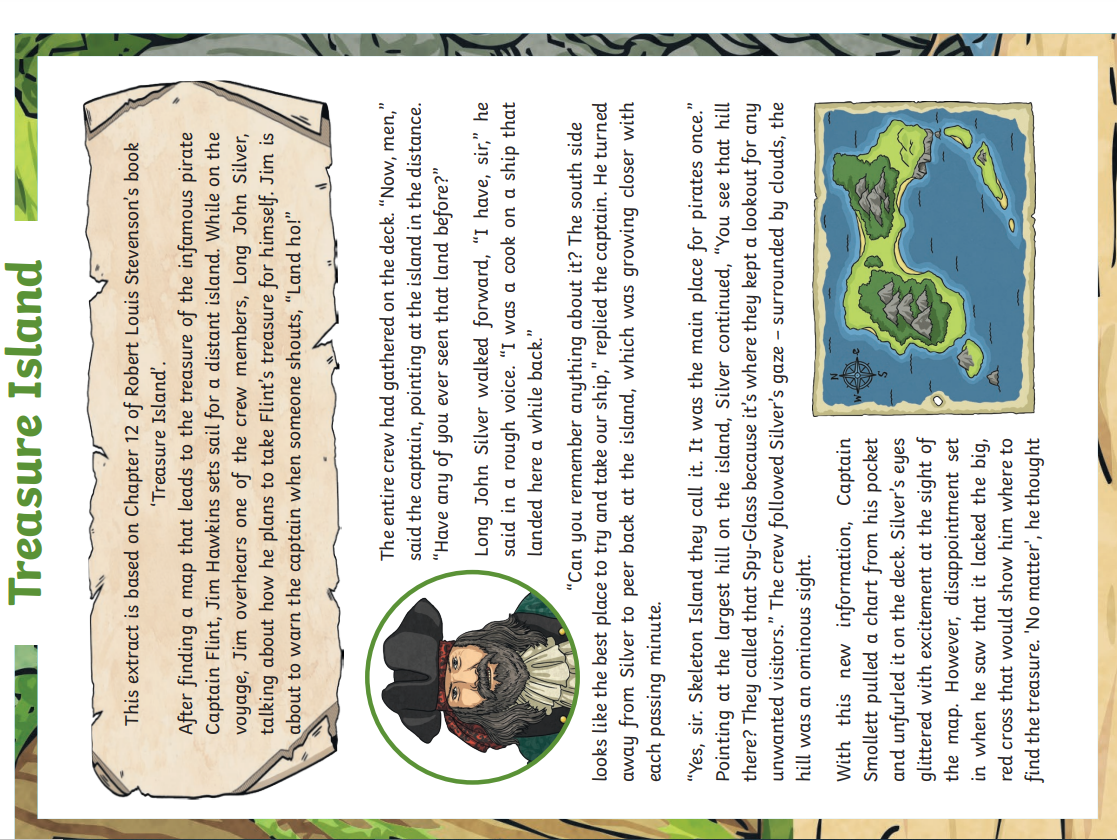 Treasure Island
This extract is based on Chapter 12 of Robert Louis Stevenson's book
'Treasure Island'.
After finding a map that leads to the treasure of the infamous pirate
Captain Flint, Jim Hawkins sets sail for a distant island. While on the
voyage, Jim overhears one of the crew members, Long John Silver,
talking about how he plans to take Flint's treasure for himself. Jim is
about to warn the captain when someone shouts, “Land ho!”
The entire crew had gathered on the deck. “Now, men,”
said the captain, pointing at the island in the distance.
“Have any of you ever seen that land before?”
Long John Silver walked forward, “I have, sir,” he
said in a rough voice. “I was a cook on a ship that
landed here a while back.”
“Can you remember anything about it? The south side
looks like the best place to try and take our ship,” replied the captain. He turned
away from Silver to peer back at the island, which was growing closer with
each passing minute.
“Yes, sir. Skeleton Island they call it. It was the main place for pirates once.”
Pointing at the largest hill on the island, Silver continued, “You see that hill
there? They called that Spy-Glass because it's where they kept a lookout for any
unwanted visitors.” The crew followed Silver's gaze – surrounded by clouds, the
hill was an ominous sight.
With this new information, Captain
Smollett pulled a chart from his pocket
and unfurled it on the deck. Silver's eyes
glittered with excitement at the sight of
the map. However, disappointment set
in when he saw that it lacked the big,
red cross that would show him where to
find the treasure. 'No matter', he thought
N
W e
S